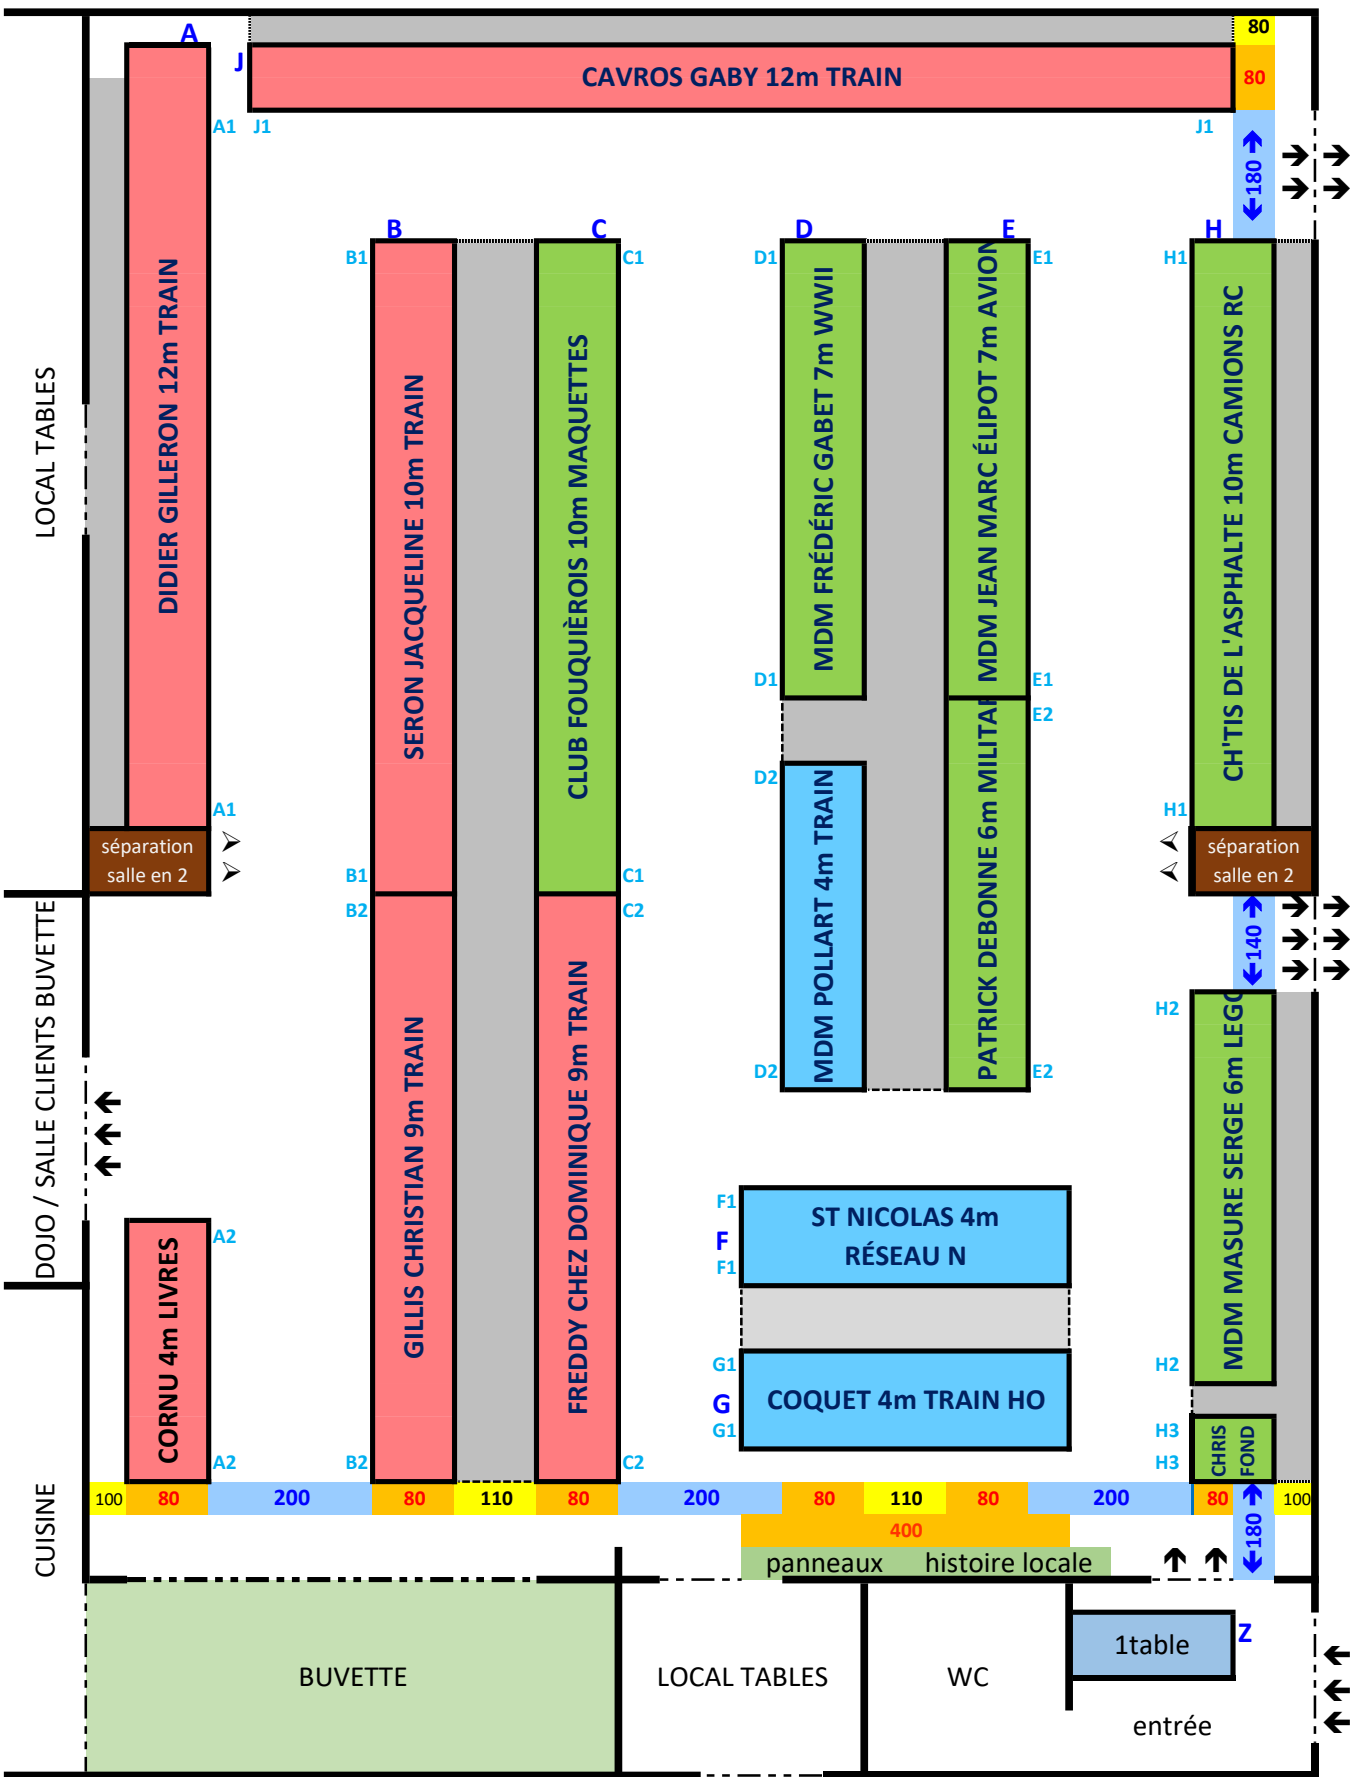 A
80
J
CAVROS GABY 12m TRAIN
80
A1
J1
J1
180
B
C
D
E
H
B1
C1
D1
E1
H1
LOCAL TABLES
DIDIER GILLERON 12m TRAIN
SERON JACQUELINE 10m TRAIN
CLUB FOUQUIÈROIS 10m MAQUETTES
MDM FRÉDÉRIC GABET 7m WWII
MDM JEAN MARC ÉLIPOT 7m AVION
CH'TIS DE L'ASPHALTE 10m CAMIONS RC
D1
E1
E2
D2
A1
H1
séparation
salle en 2
séparation
salle en 2
B1
C1
B2
C2
MDM POLLART 4m TRAIN
PATRICK DEBONNE 6m MILITAI
140
H2
DOJO / SALLE CLIENTS BUVETTE
GILLIS CHRISTIAN 9m TRAIN
FREDDY CHEZ DOMINIQUE 9m TRAIN
D2
E2
MDM MASURE SERGE 6m LEGO
F1
ST NICOLAS 4m
F
RÉSEAU N
F1
A2
CORNU 4m LIVRES
G1
H2
G
COQUET 4m TRAIN HO
G1
H3
CHRIS
FOND
A2
B2
C2
H3
CUISINE
100
80
200
80
110
80
200
80
110
80
200
80
100
400
180
panneaux histoire locale
1table
Z
BUVETTE
LOCAL TABLES
WC
entrée